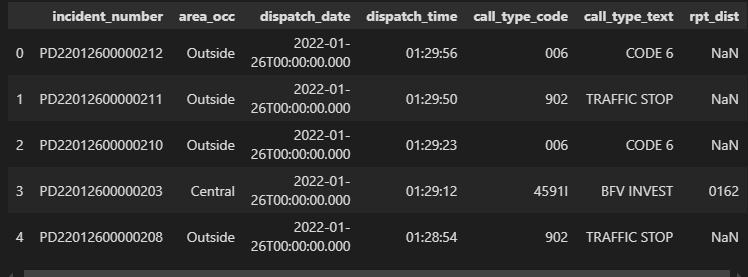 incident_number area_occ dispatch_date dispatch_time call_type_code call_type_text rpt_dist
0 PD22012600000212 Outside 2022-01-26T00:00:00.000 01:29:56 006 CODE 6 NaN
1 PD22012600000211 Outside 2022-01-26T00:00:00.000 01:29:50 902 TRAFFIC STOP NaN
2 PD22012600000210 Outside 2022-01-26T00:00:00.000 01:29:23 006 CODE 6 NaN
3 PD22012600000203 Central 2022-01-26T00:00:00.000 01:29:12 4591I BFV INVEST 0162
4 PD22012600000208 Outside 2022-01-26T00:00:00.000 01:28:54 902 TRAFFIC STOP NaN